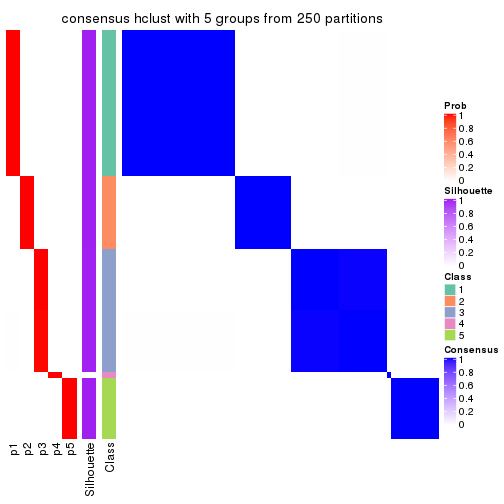 consensus hclust with 5 groups from 250 partitions
Prob
1
0.8
0.6
0.4
0.2
0
Silhouette
1
0.8
0.6
0.4
0.2
0
Class
1
2
3
4
5
Consensus
1
0.8
0.6
0.4
0.2
0
p1
p2
p3
p4
p5
Silhouette
Class